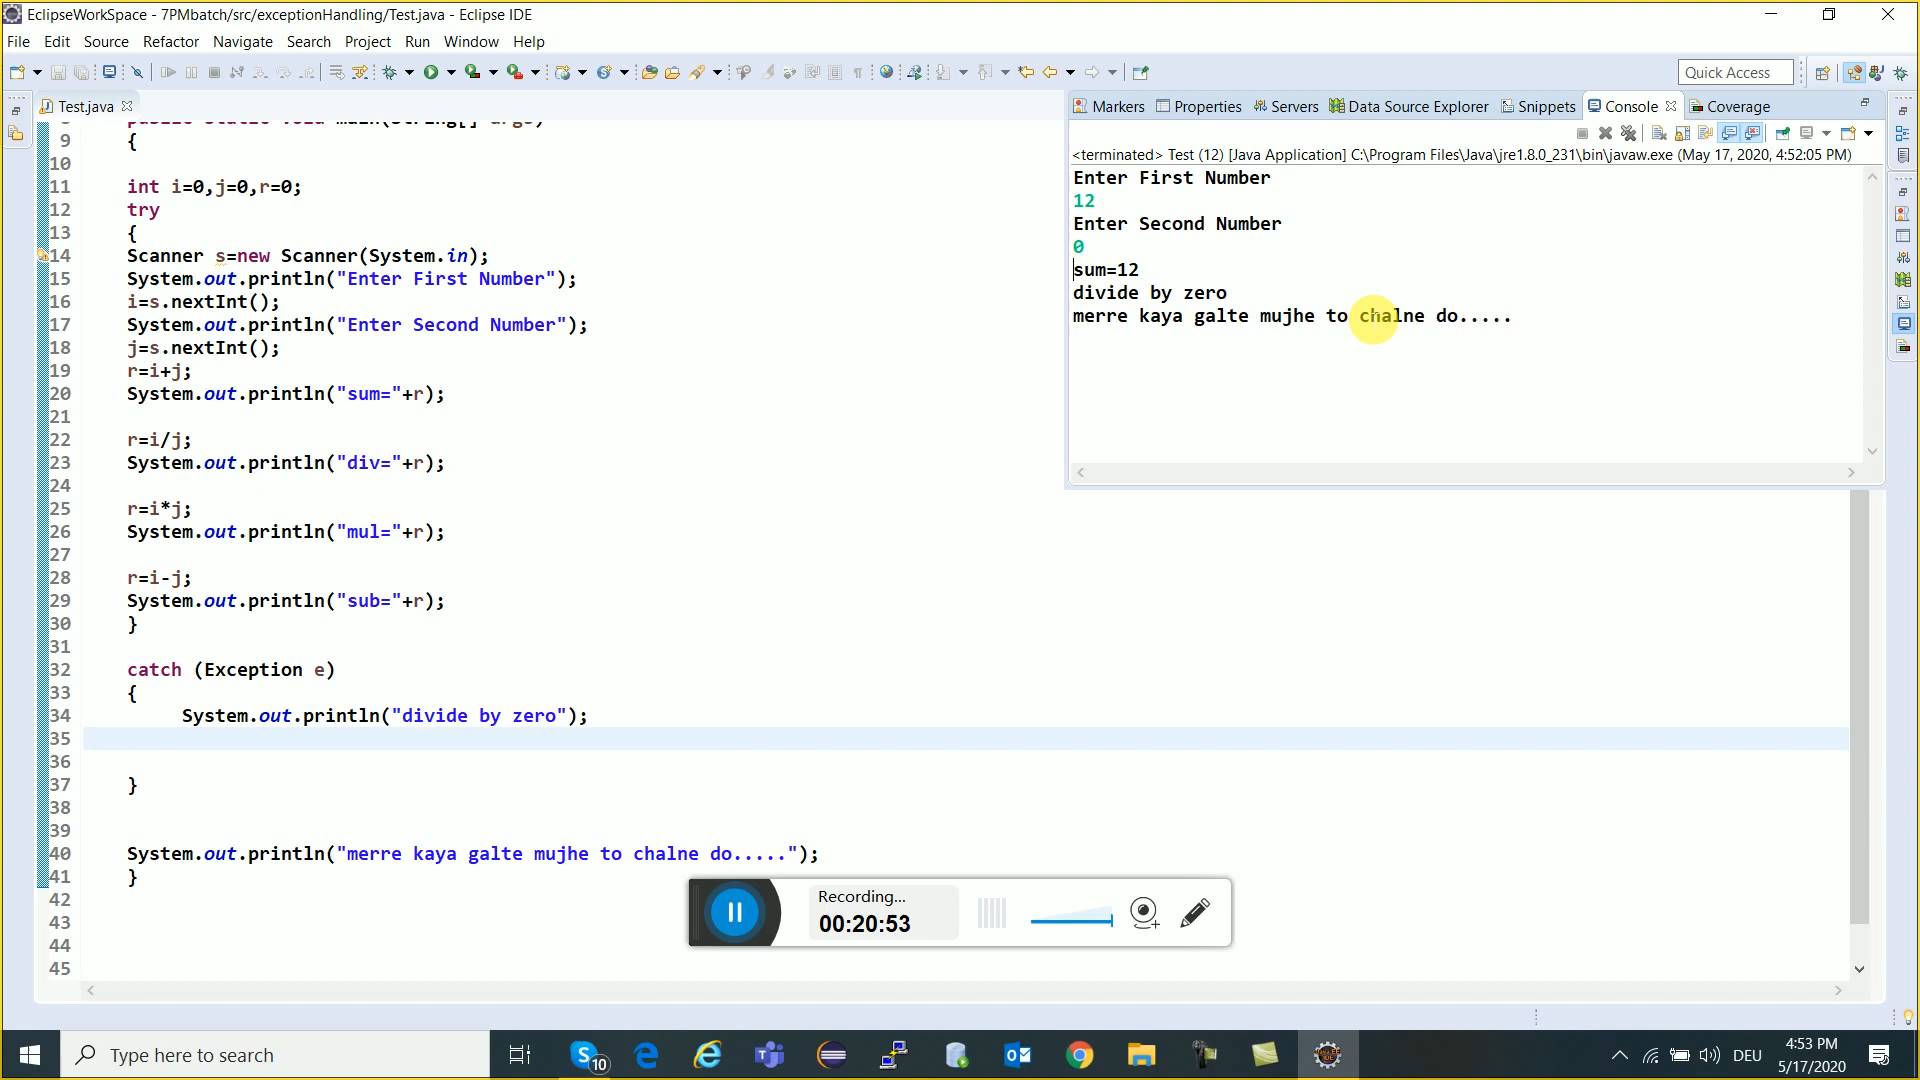 EclipseWorkSpace - 7PMbatch/src/exceptionHandling/Test.java - Eclipse IDE
File Edit Source Refactor Navigate Search Project Run Window Help
Quick Access
Test.java
9 {
10
11 int i=0,j=0,r=0;
12 try
13 {
14 Scanner s=new Scanner(System.in);
15 System.out.println("Enter First Number");
16 i=s.nextInt();
17 System.out.println("Enter Second Number");
18 j=s.nextInt();
19 r=i+j;
20 System.out.println("sum="+r);
21
22 r=i/j;
23 System.out.println("div="+r);
24
25 r=i*j;
26 System.out.println("mul="+r);
27
28 r=i-j;
29 System.out.println("sub="+r);
30 }
31
32 catch (Exception e)
33 {
34 System.out.println("divide by zero");
35
36
37 }
38
39
40 System.out.println("merre kaya galte mujhe to chalne do.....");
41 }
42
43
44
45
Markers Properties Servers Data Source Explorer Snippets Console Coverage
<terminated> Test (12) [Java Application] C:\Program Files\Java\jre1.8.0_231\bin\javaw.exe (May 17, 2020, 4:52:05 PM)
Enter First Number
12
Enter Second Number
0
sum=12
divide by zero
merre kaya galte mujhe to chalne do.....
Recording...
00:20:53
Type here to search
10
DEU
4:53 PM
5/17/2020